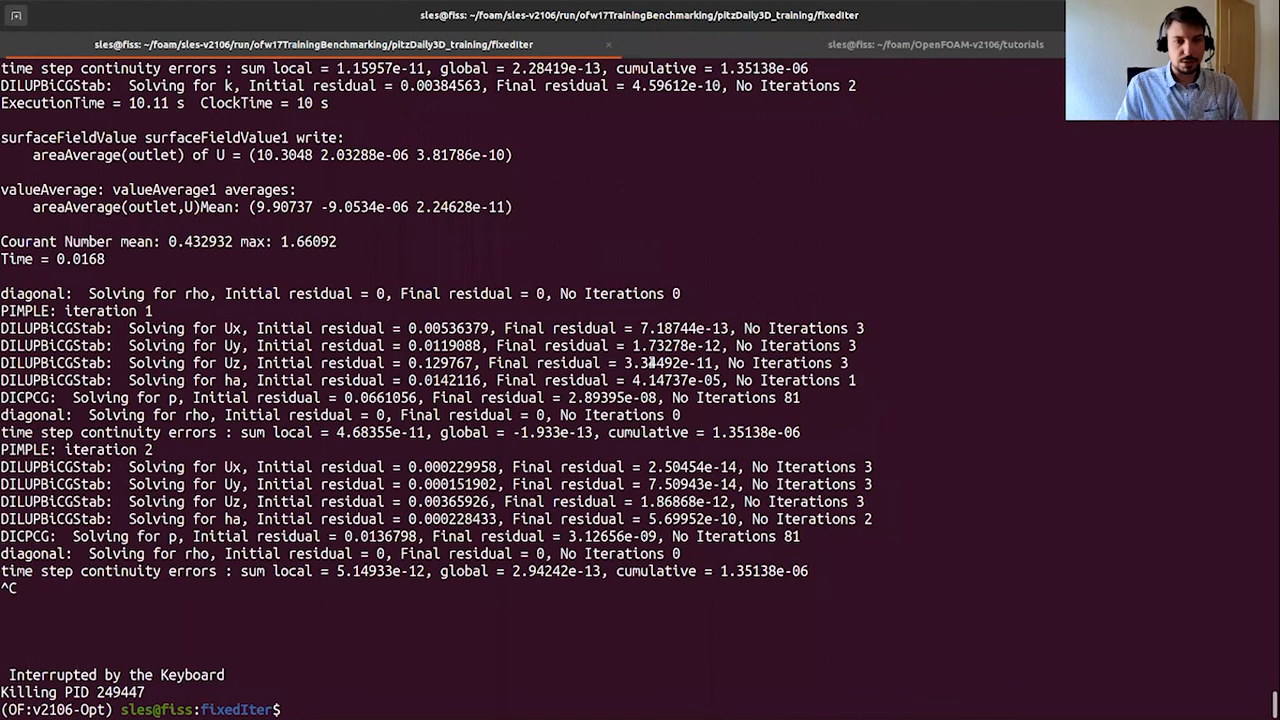 sles@fiss: ~/foam/sles-v2106/run/ofw17TrainingBenchmarking/pitzDaily3D_training/fixedIter
sles@fiss: ~/foam/sles-v2106/run/ofw17TrainingBenchmarking/pitzDaily3D_training/fixedIter × sles@fiss: ~/foam/OpenFOAM-v2106/tutorials
time step continuity errors : sum local = 1.15957e-11, global = 2.28419e-13, cumulative = 1.35138e-06
DILUPBiCGStab:  Solving for k, Initial residual = 0.00384563, Final residual = 4.59612e-10, No Iterations 2
ExecutionTime = 10.11 s  ClockTime = 10 s
surfaceFieldValue surfaceFieldValue1 write:
    areaAverage(outlet) of U = (10.3048 2.03288e-06 3.81786e-10)
valueAverage: valueAverage1 averages:
    areaAverage(outlet,U)Mean: (9.90737 -9.0534e-06 2.24628e-11)
Courant Number mean: 0.432932 max: 1.66092
Time = 0.0168
diagonal:  Solving for rho, Initial residual = 0, Final residual = 0, No Iterations 0
PIMPLE: iteration 1
DILUPBiCGStab:  Solving for Ux, Initial residual = 0.00536379, Final residual = 7.18744e-13, No Iterations 3
DILUPBiCGStab:  Solving for Uy, Initial residual = 0.0119088, Final residual = 1.73278e-12, No Iterations 3
DILUPBiCGStab:  Solving for Uz, Initial residual = 0.129767, Final residual = 3.34492e-11, No Iterations 3
DILUPBiCGStab:  Solving for ha, Initial residual = 0.0142116, Final residual = 4.14737e-05, No Iterations 1
DICPCG:  Solving for p, Initial residual = 0.0661056, Final residual = 2.89395e-08, No Iterations 81
diagonal:  Solving for rho, Initial residual = 0, Final residual = 0, No Iterations 0
time step continuity errors : sum local = 4.68355e-11, global = -1.933e-13, cumulative = 1.35138e-06
PIMPLE: iteration 2
DILUPBiCGStab:  Solving for Ux, Initial residual = 0.000229958, Final residual = 2.50454e-14, No Iterations 3
DILUPBiCGStab:  Solving for Uy, Initial residual = 0.000151902, Final residual = 7.50943e-14, No Iterations 3
DILUPBiCGStab:  Solving for Uz, Initial residual = 0.00365926, Final residual = 1.86868e-12, No Iterations 3
DILUPBiCGStab:  Solving for ha, Initial residual = 0.000228433, Final residual = 5.69952e-10, No Iterations 2
DICPCG:  Solving for p, Initial residual = 0.0136798, Final residual = 3.12656e-09, No Iterations 81
diagonal:  Solving for rho, Initial residual = 0, Final residual = 0, No Iterations 0
time step continuity errors : sum local = 5.14933e-12, global = 2.94242e-13, cumulative = 1.35138e-06
^C
 Interrupted by the Keyboard
Killing PID 249447
(OF:v2106-Opt) sles@fiss:fixedIter$